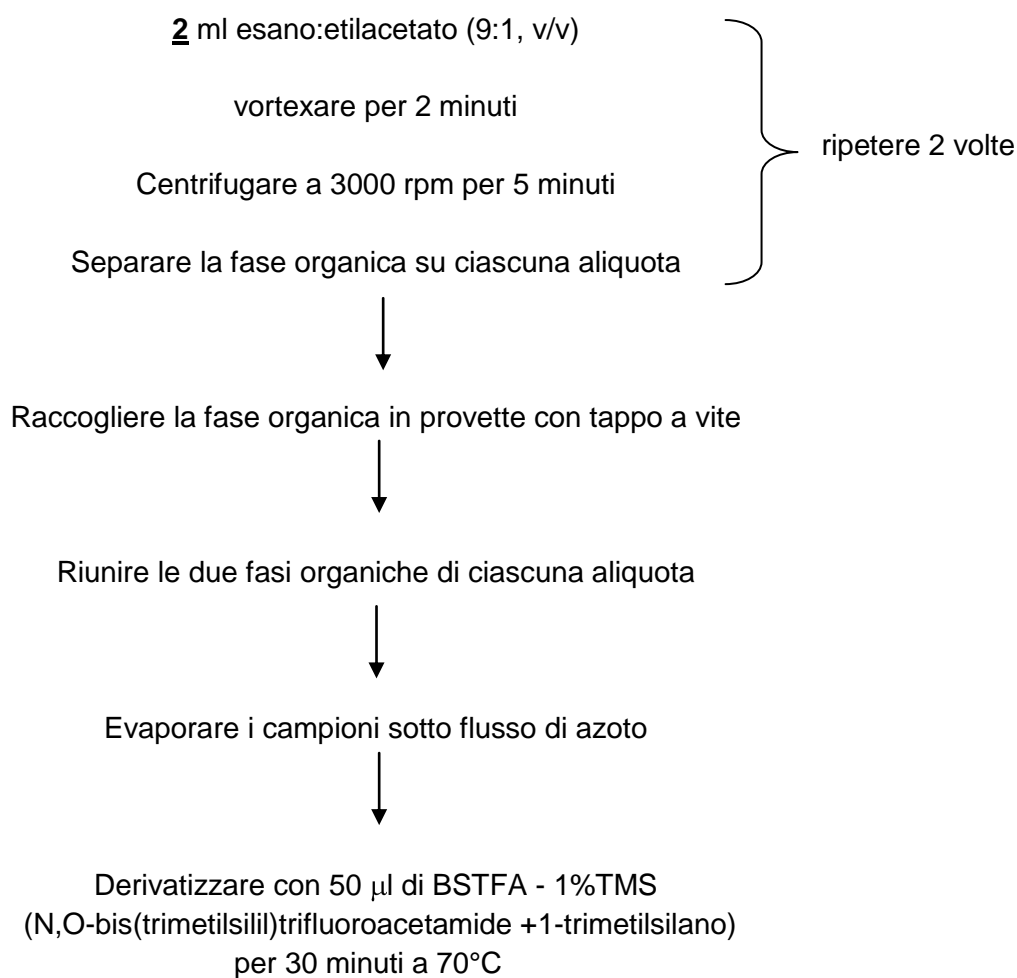 2 ml esano:etilacetato (9:1, v/v)
vortexare per 2 minuti
ripetere 2 volte
Centrifugare a 3000 rpm per 5 minuti
Separare la fase organica su ciascuna aliquota
Raccogliere la fase organica in provette con tappo a vite
Riunire le due fasi organiche di ciascuna aliquota
Evaporare i campioni sotto flusso di azoto
Derivatizzare con 50 μl di BSTFA - 1%TMS
(N,O-bis(trimetilsilil)trifluoroacetamide +1-trimetilsilano)
per 30 minuti a 70°C